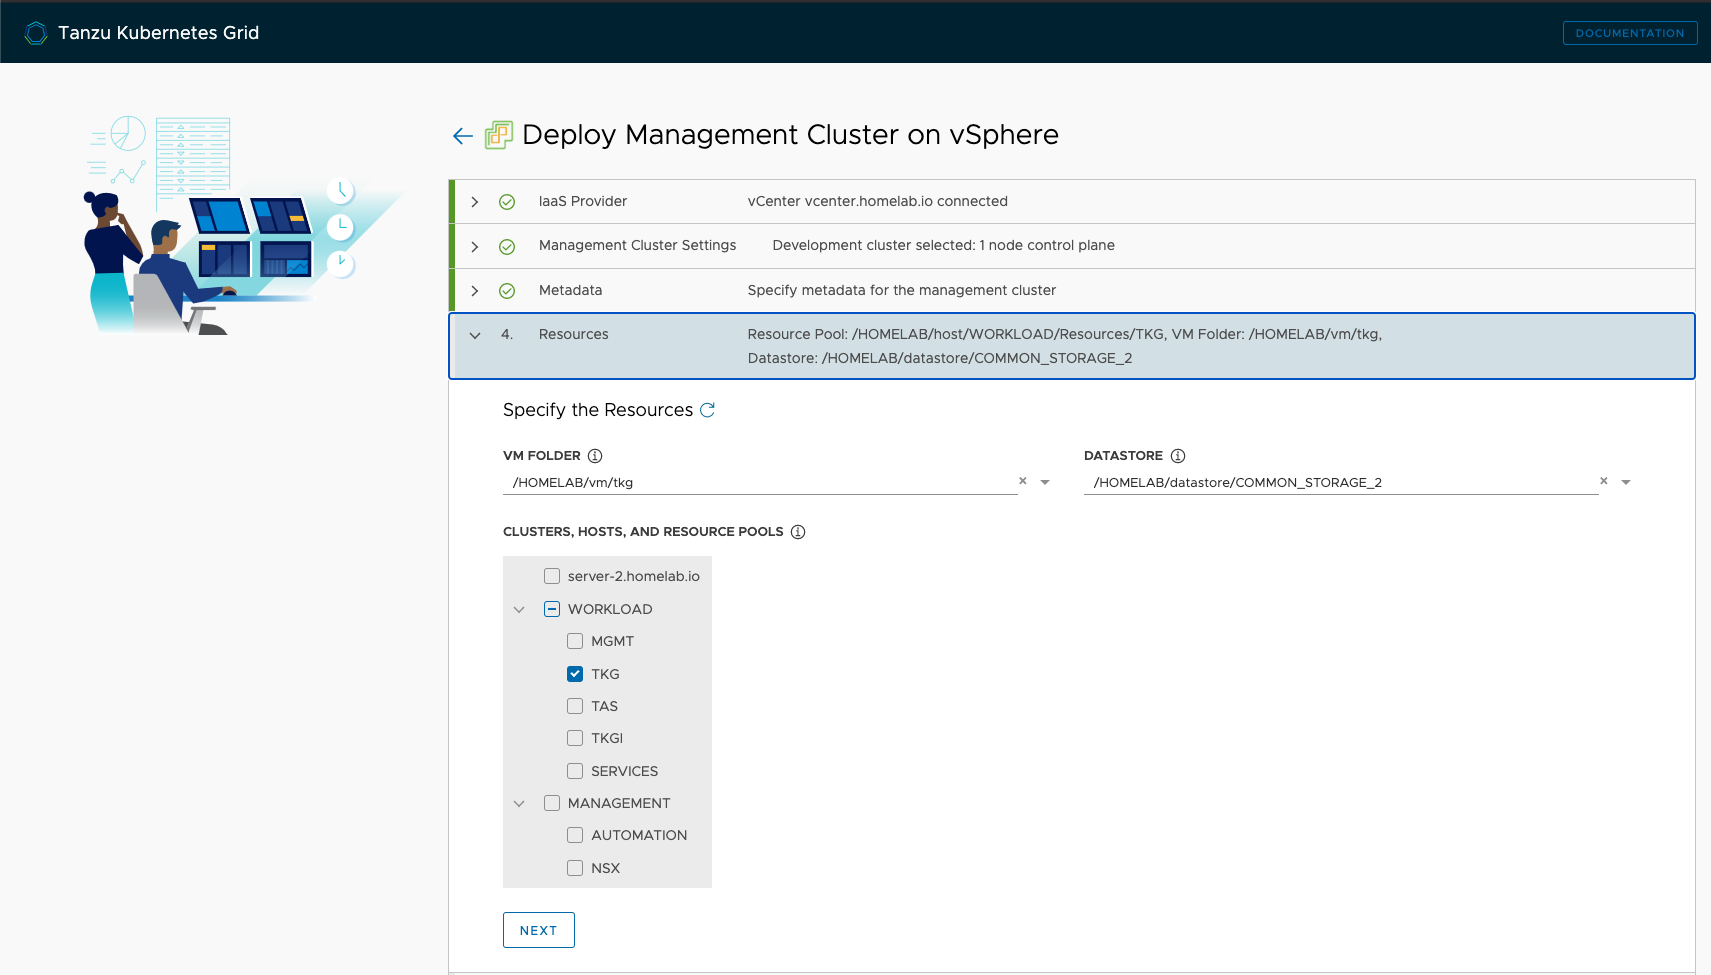 Tanzu Kubernetes Grid
DOCUMENTATION
Deploy Management Cluster on vSphere
IaaS Provider vCenter vcenter.homelab.io connected
Management Cluster Settings Development cluster selected: 1 node control plane
Metadata Specify metadata for the management cluster
4. Resources Resource Pool: /HOMELAB/host/WORKLOAD/Resources/TKG, VM Folder: /HOMELAB/vm/tkg,
Datastore: /HOMELAB/datastore/COMMON_STORAGE_2
Specify the Resources
VM FOLDER
/HOMELAB/vm/tkg
DATASTORE
/HOMELAB/datastore/COMMON_STORAGE_2
CLUSTERS, HOSTS, AND RESOURCE POOLS
server-2.homelab.io
WORKLOAD
MGMT
TKG
TAS
TKGI
SERVICES
MANAGEMENT
AUTOMATION
NSX
NEXT